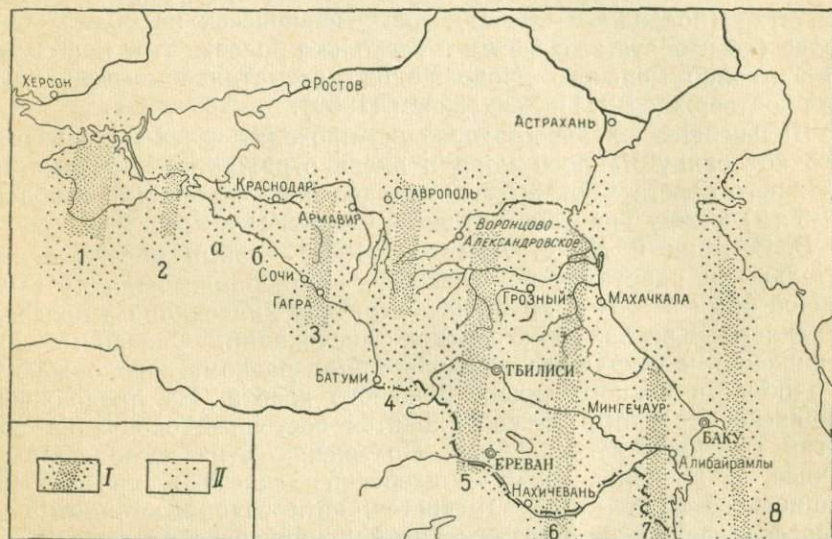 Херсон
Ростов
Астрахань
Краснодар
Ставрополь
Армавир
Воронцово-
Александровское
1
2
а
б
Сочи
Гагра
3
Грозный
Махачкала
Батуми
4
ТБИЛИСИ
Мингечаур
БАКУ
I
II
5
ЕРЕВАН
Алибайрамлы
Нахичевань
6
7
8